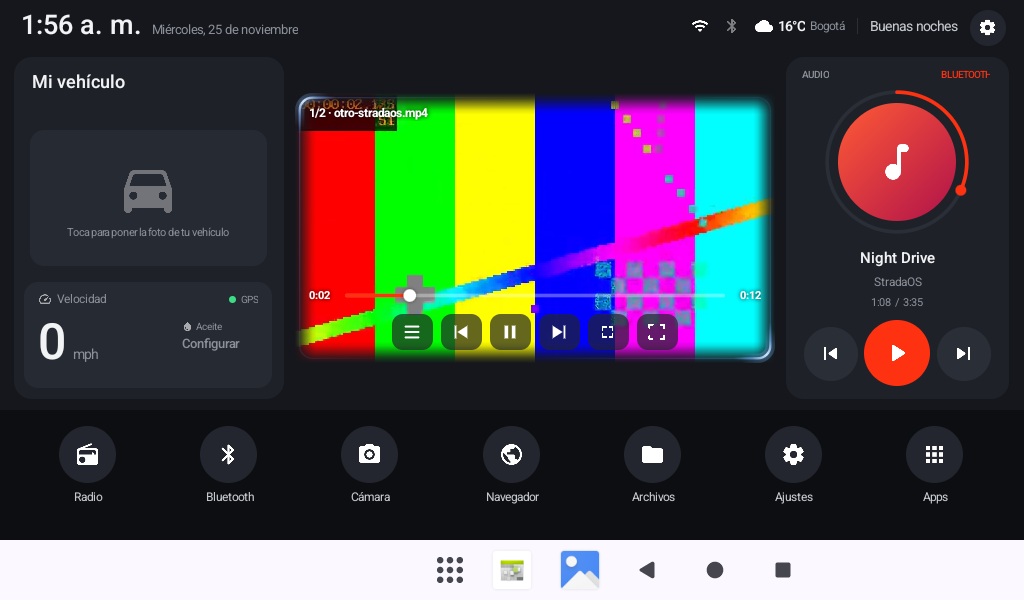 1:56 a. m.
Miércoles, 25 de noviembre
16°C Bogotá
Buenas noches
Mi vehículo
Toca para poner la foto de tu vehículo
Velocidad
GPS
0 mph
Aceite
Configurar
1/2 · otro-stradaos.mp4
51
0:02
0:12
AUDIO
BLUETOOTH
Night Drive
StradaOS
1:08 / 3:35
Radio
Bluetooth
Cámara
Navegador
Archivos
Ajustes
Apps